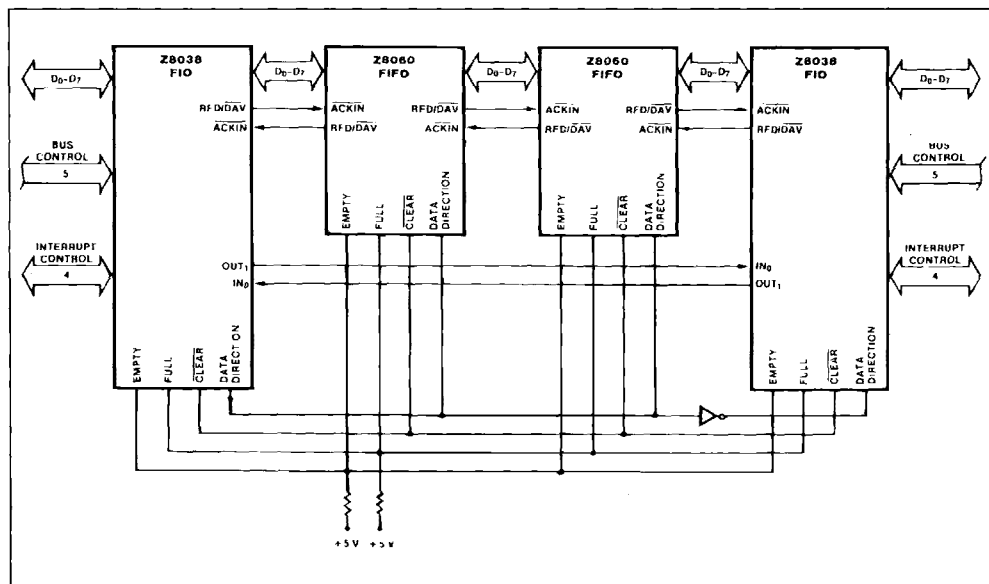 Z8038
FIO
D0-D7
BUS
CONTROL
5
INTERRUPT
CONTROL
4
RFD/DAV
ACKIN
OUT1
IN0
EMPTY
FULL
CLEAR
DATA
DIRECTION
D0-D7
Z8060
FIFO
ACKIN
RFD/DAV
RFD/DAV
ACKIN
EMPTY
FULL
CLEAR
DATA
DIRECTION
D0-D7
Z8060
FIFO
ACKIN
RFD/DAV
RFD/DAV
ACKIN
EMPTY
FULL
CLEAR
DATA
DIRECTION
D0-D7
Z8038
FIO
ACKIN
RFD/DAV
IN0
OUT1
EMPTY
FULL
CLEAR
DATA
DIRECTION
D0-D7
BUS
CONTROL
5
INTERRUPT
CONTROL
4
+5V
+5V